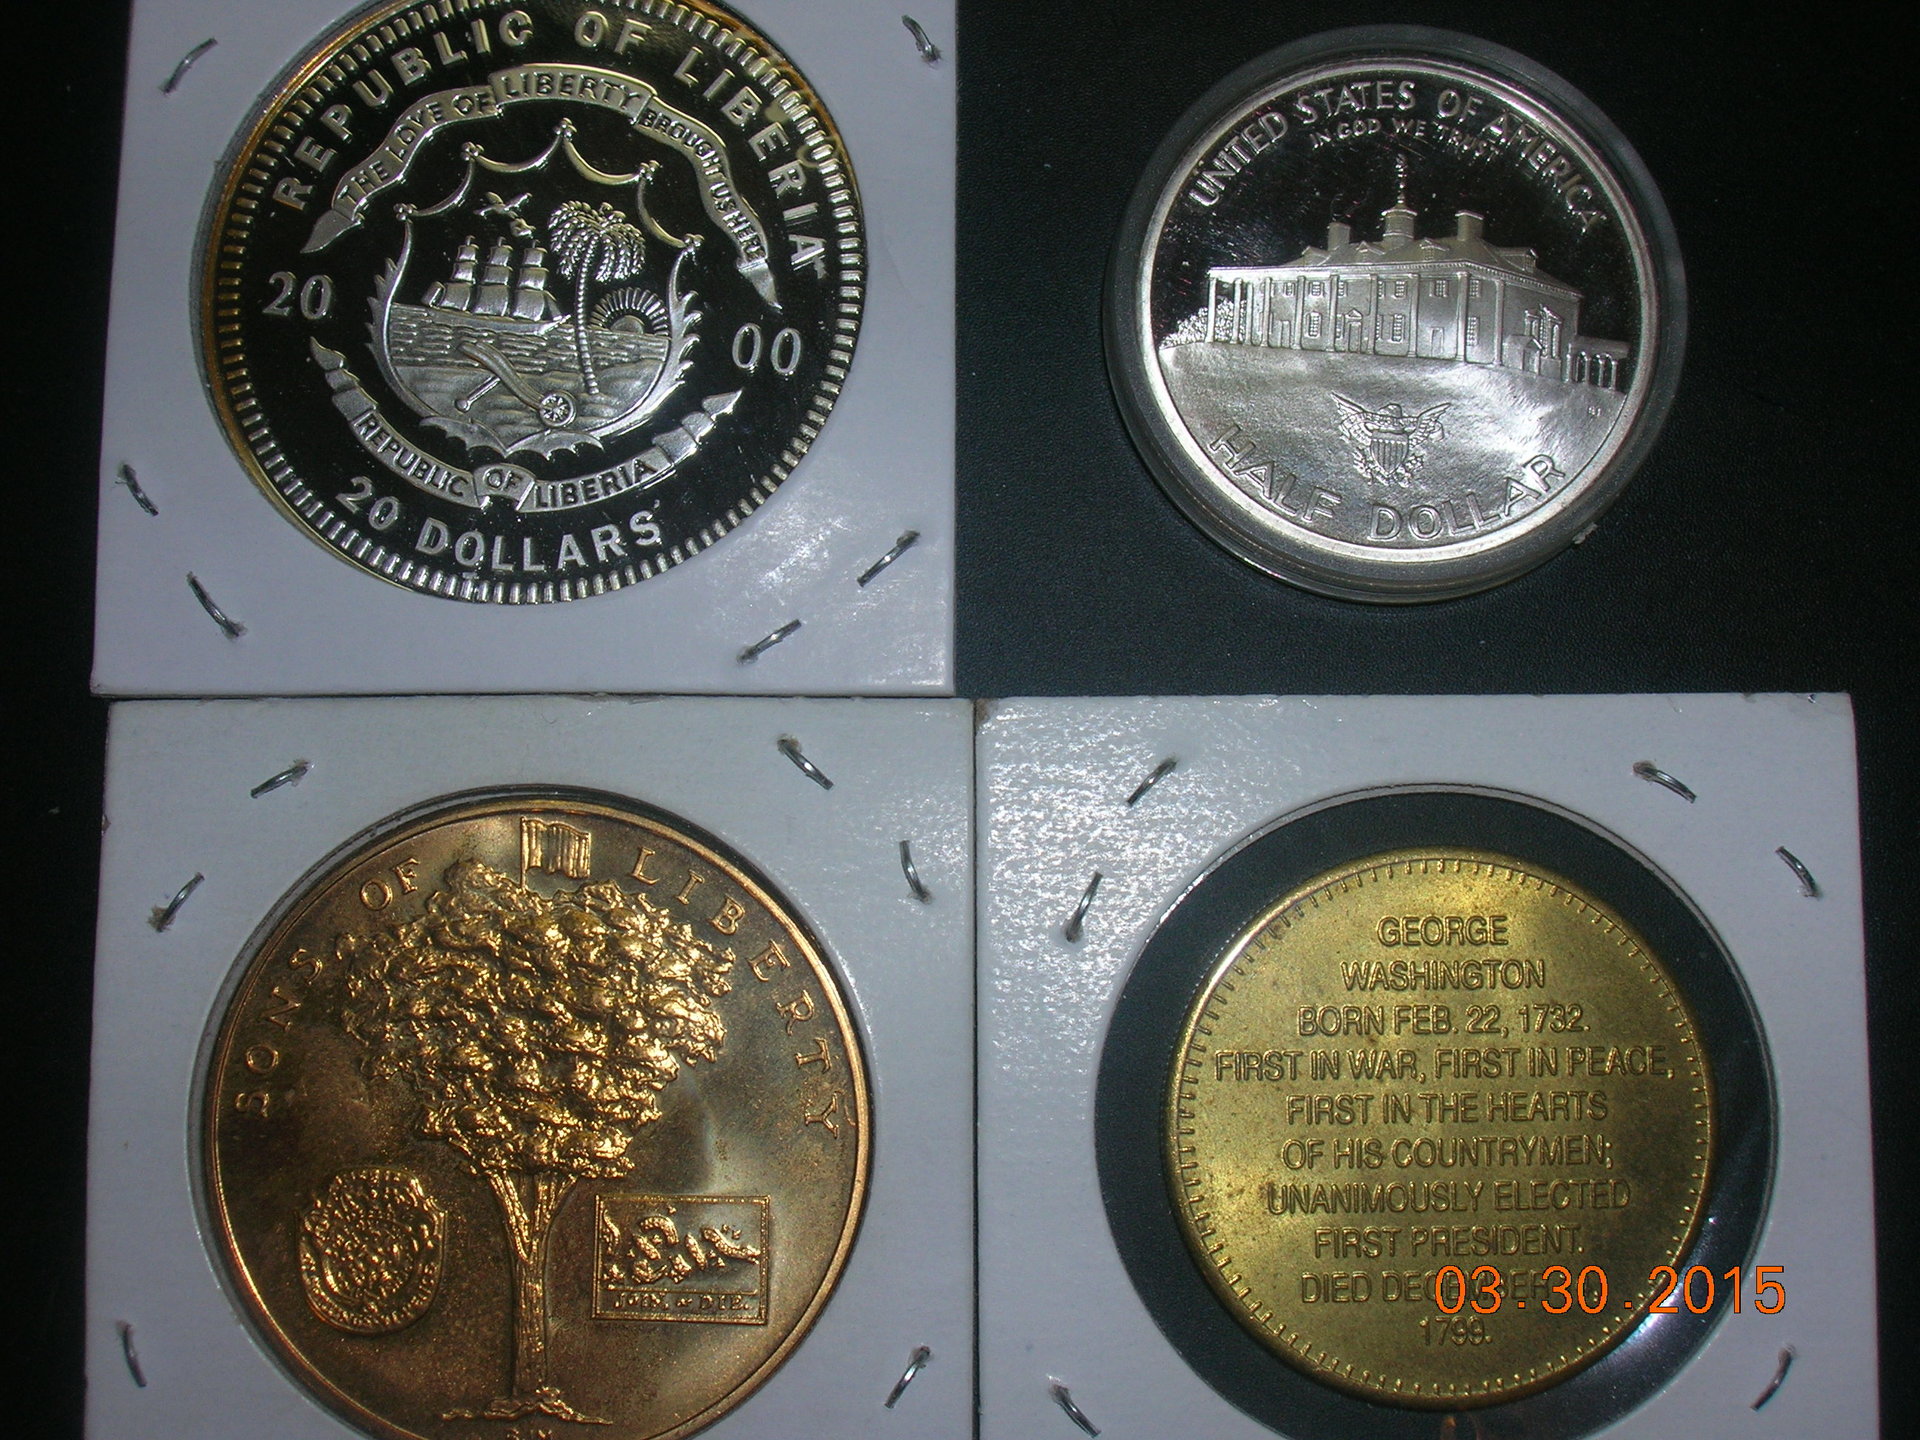 REPUBLIC OF LIBERIA
THE LOVE OF LIBERTY BROUGHT US HERE
20 00
REPUBLIC OF LIBERIA
20 DOLLARS
UNITED STATES OF AMERICA
IN GOD WE TRUST
HALF DOLLAR
SONS OF LIBERTY
JOIN, or DIE.
GEORGE
WASHINGTON
BORN FEB. 22, 1732.
FIRST IN WAR, FIRST IN PEACE,
FIRST IN THE HEARTS
OF HIS COUNTRYMEN;
UNANIMOUSLY ELECTED
FIRST PRESIDENT.
DIED DECEMBER
1799.
03.30.2015